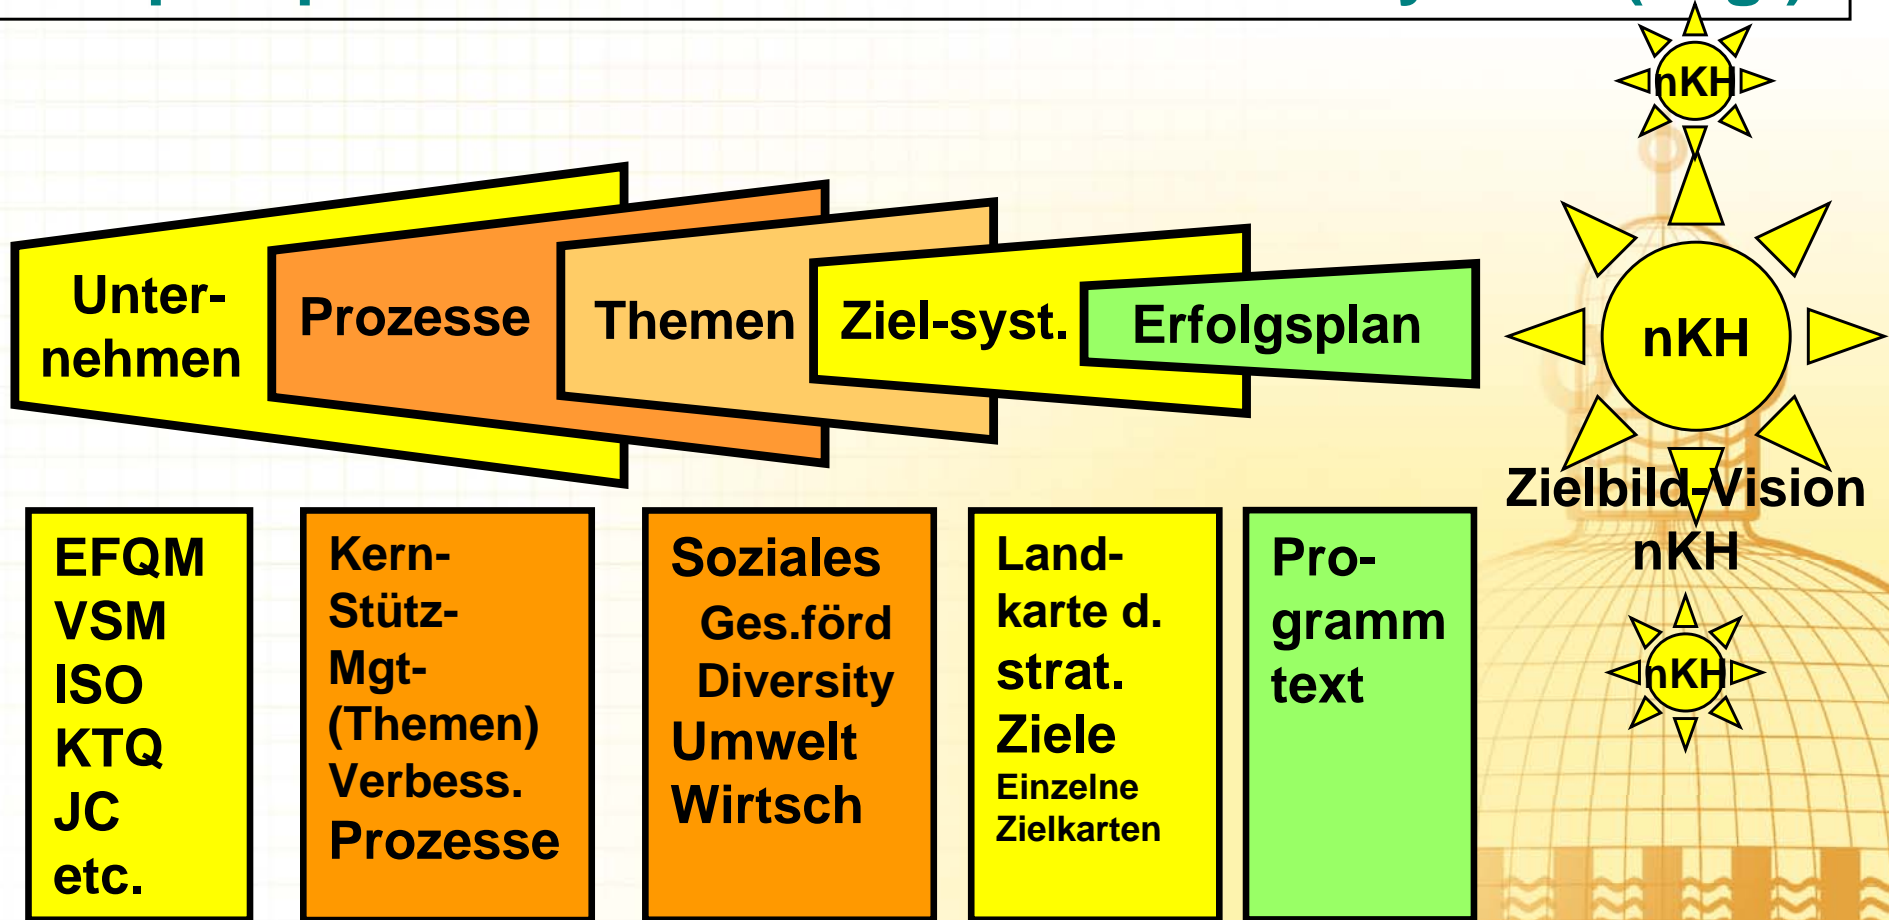 nKH
Unter-
nehmen
Prozesse
Themen
Ziel-syst.
Erfolgsplan
nKH
Zielbild-Vision
nKH
EFQM
VSM
ISO
KTQ
JC
etc.
Kern-
Stütz-
Mgt-
(Themen)
Verbess.
Prozesse
Soziales
Ges.förd
Diversity
Umwelt
Wirtsch
Land-
karte d.
strat.
Ziele
Einzelne
Zielkarten
Pro-
gramm
text
nKH